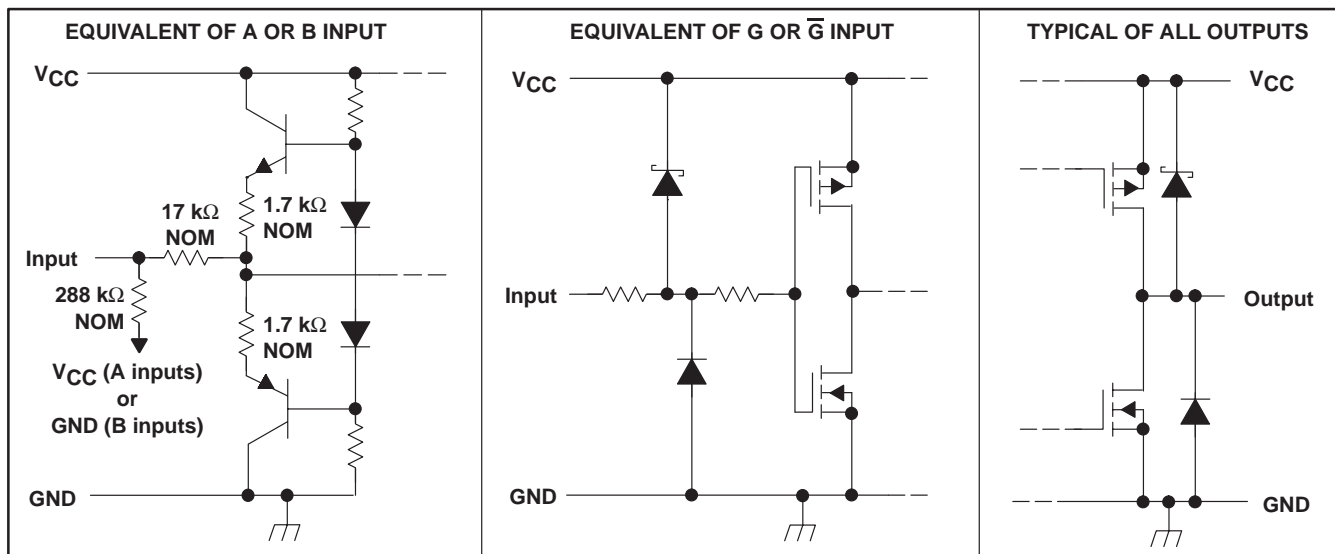 EQUIVALENT OF A OR B INPUT
VCC
17 kΩ
NOM
1.7 kΩ
NOM
Input
288 kΩ
NOM
1.7 kΩ
NOM
VCC (A inputs)
or
GND (B inputs)
GND
EQUIVALENT OF G OR G̅ INPUT
VCC
Input
GND
TYPICAL OF ALL OUTPUTS
VCC
Output
GND